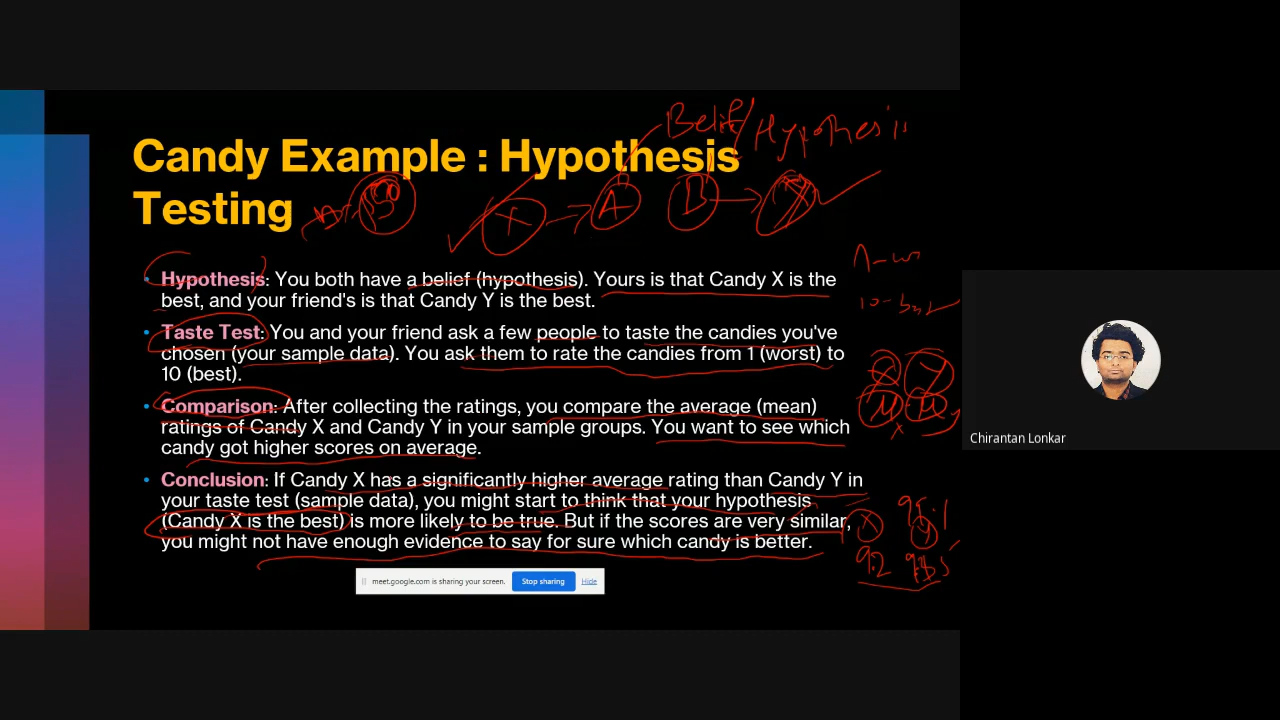 Belief/Hypothesis
Candy Example : Hypothesis
Testing
X → A B → Y
• Hypothesis: You both have a belief (hypothesis). Yours is that Candy X is the
best, and your friend's is that Candy Y is the best.
• Taste Test: You and your friend ask a few people to taste the candies you've
chosen (your sample data). You ask them to rate the candies from 1 (worst) to
10 (best).
• Comparison: After collecting the ratings, you compare the average (mean)
ratings of Candy X and Candy Y in your sample groups. You want to see which
candy got higher scores on average.
• Conclusion: If Candy X has a significantly higher average rating than Candy Y in
your taste test (sample data), you might start to think that your hypothesis
(Candy X is the best) is more likely to be true. But if the scores are very similar,
you might not have enough evidence to say for sure which candy is better.
10-best
X Y
μx μy
X Y
9.2
meet.google.com is sharing your screen. Stop sharing Hide
Chirantan Lonkar